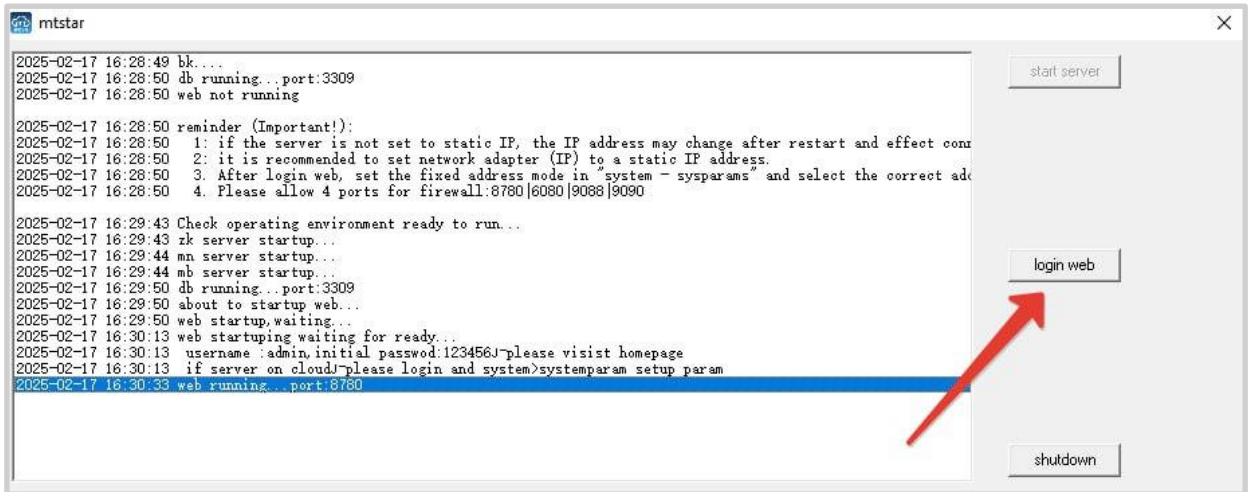 mtstar
2025-02-17 16:28:49 bk....
2025-02-17 16:28:50 db running...port:3309
2025-02-17 16:28:50 web not running
2025-02-17 16:28:50 reminder (Important!):
2025-02-17 16:28:50 1: if the server is not set to static IP, the IP address may change after restart and effect
2025-02-17 16:28:50 2: it is recommended to set network adapter (IP) to a static IP address.
2025-02-17 16:28:50 3. After login web, set the fixed address mode in "system - sysparams" and select the correct
2025-02-17 16:28:50 4. Please allow 4 ports for firewall:8780|6080|9088|9090
2025-02-17 16:29:43 Check operating environment ready to run...
2025-02-17 16:29:43 zk server startup...
2025-02-17 16:29:44 mn server startup...
2025-02-17 16:29:44 mb server startup...
2025-02-17 16:29:50 db running...port:3309
2025-02-17 16:29:50 about to startup web...
2025-02-17 16:29:50 web startup,waiting...
2025-02-17 16:30:13 web startuping waiting for ready...
2025-02-17 16:30:13 username :admin,initial passwod:123456J~please visist homepage
2025-02-17 16:30:13 if server on cloudJ~please login and system>systemparam setup param
2025-02-17 16:30:33 web running...port:8780
start server
login web
shutdown